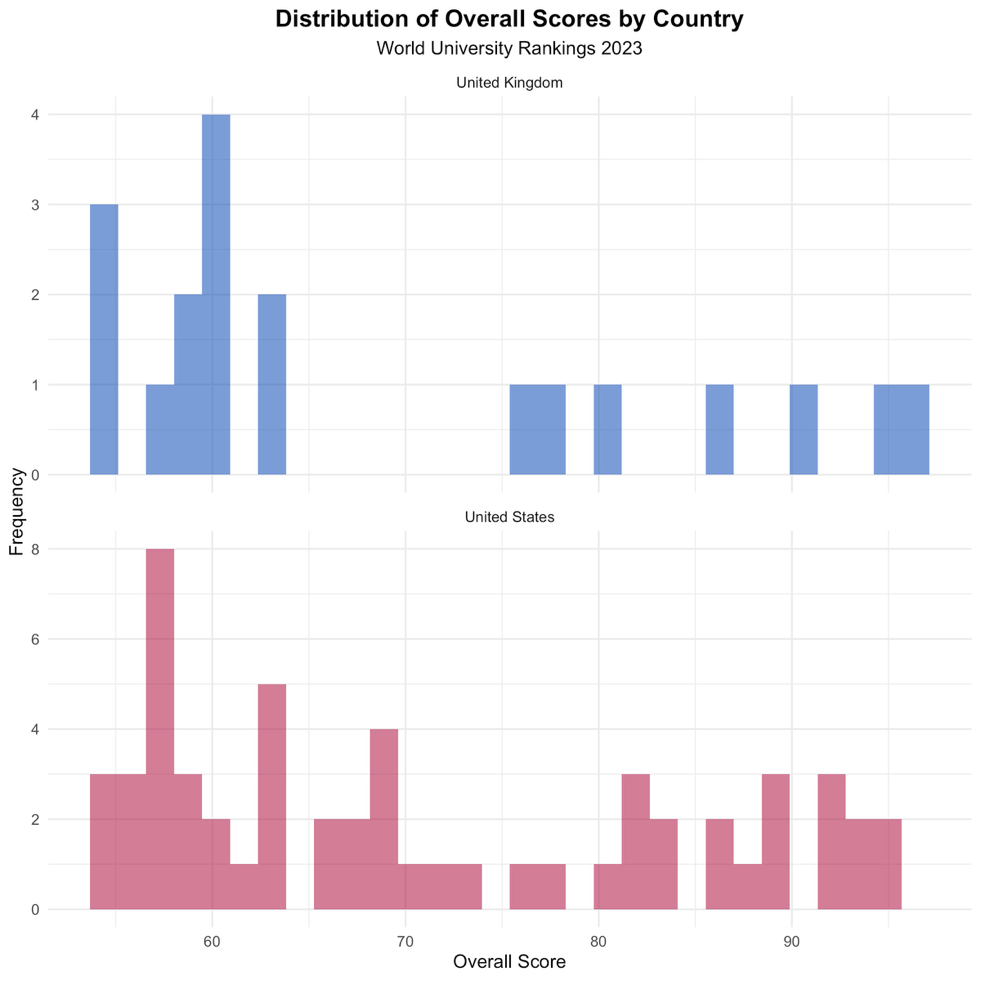 Distribution of Overall Scores by Country
World University Rankings 2023
United Kingdom
4
3
2
1
0
Frequency
United States
8
6
4
2
0
60 70 80 90
Overall Score